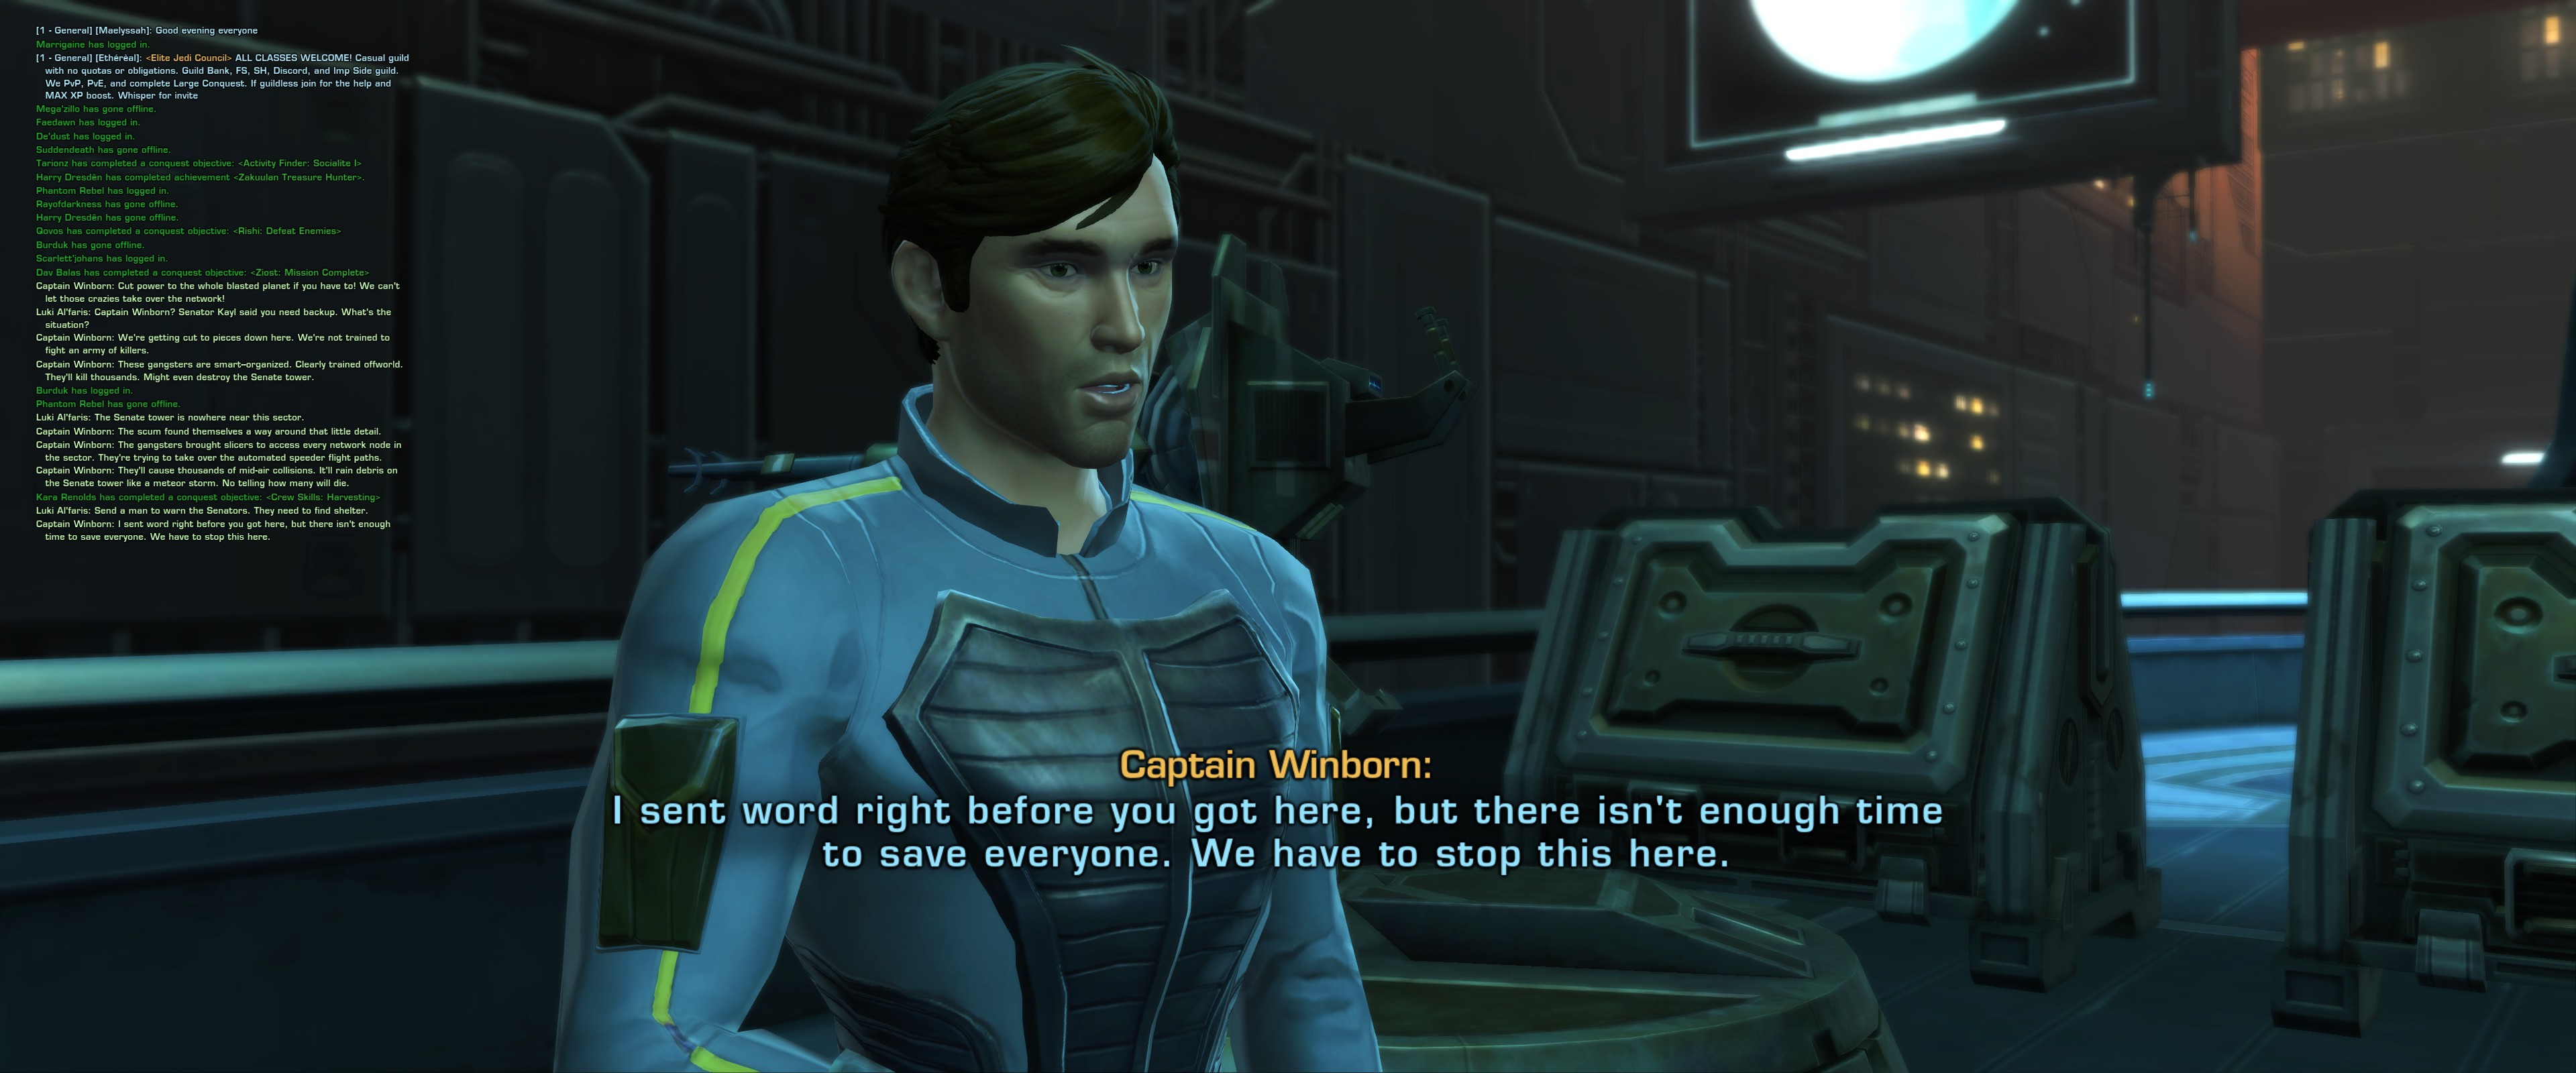 [1 - General] [Maelyssah]: Good evening everyone
Marrigaine has logged in.
[1 - General] [Ethérèal]: <Elite Jedi Council> ALL CLASSES WELCOME! Casual guild
with no quotas or obligations. Guild Bank, FS, SH, Discord, and Imp Side guild.
We PvP, PvE, and complete Large Conquest. If guildless join for the help and
MAX XP boost. Whisper for invite
Mega'zillo has gone offline.
Faedawn has logged in.
De'dust has logged in.
Suddendeath has gone offline.
Tarionz has completed a conquest objective: <Activity Finder: Socialite I>
Harry Dresdën has completed achievement <Zakuulan Treasure Hunter>.
Phantom Rebel has logged in.
Rayofdarkness has gone offline.
Harry Dresdën has gone offline.
Qovos has completed a conquest objective: <Rishi: Defeat Enemies>
Burduk has gone offline.
Scarlett'johans has logged in.
Dav Balas has completed a conquest objective: <Ziost: Mission Complete>
Captain Winborn: Cut power to the whole blasted planet if you have to! We can't
let those crazies take over the network!
Luki Al'faris: Captain Winborn? Senator Kayl said you need backup. What's the
situation?
Captain Winborn: We're getting cut to pieces down here. We're not trained to
fight an army of killers.
Captain Winborn: These gangsters are smart—organized. Clearly trained offworld.
They'll kill thousands. Might even destroy the Senate tower.
Burduk has logged in.
Phantom Rebel has gone offline.
Luki Al'faris: The Senate tower is nowhere near this sector.
Captain Winborn: The scum found themselves a way around that little detail.
Captain Winborn: The gangsters brought slicers to access every network node in
the sector. They're trying to take over the automated speeder flight paths.
Captain Winborn: They'll cause thousands of mid-air collisions. It'll rain debris on
the Senate tower like a meteor storm. No telling how many will die.
Kara Renolds has completed a conquest objective: <Crew Skills: Harvesting>
Luki Al'faris: Send a man to warn the Senators. They need to find shelter.
Captain Winborn: I sent word right before you got here, but there isn't enough
time to save everyone. We have to stop this here.
Captain Winborn:
I sent word right before you got here, but there isn't enough time
to save everyone. We have to stop this here.